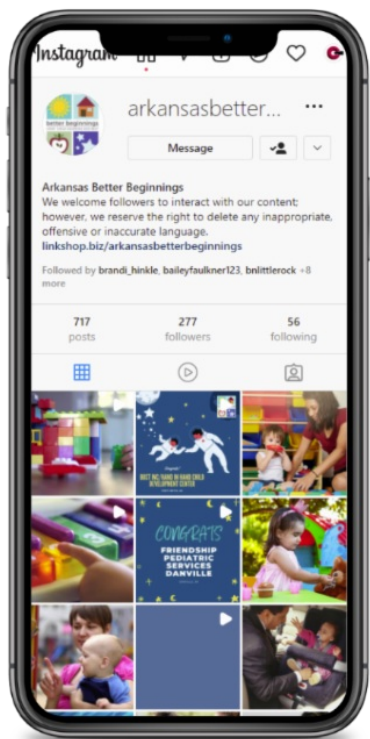 Instagram
arkansasbetter...
better beginnings
Message
Arkansas Better Beginnings
We welcome followers to interact with our content;
however, we reserve the right to delete any inappropriate,
offensive or inaccurate language.
linkshop.biz/arkansasbetterbeginnings
Followed by brandi_hinkle, baileyfaulkner123, bnlittlerock +8
more
717 277 56
posts followers following
DEVELOPMENT CENTER
CONGRATS
FRIENDSHIP
PEDIATRIC
SERVICES
DANVILLE